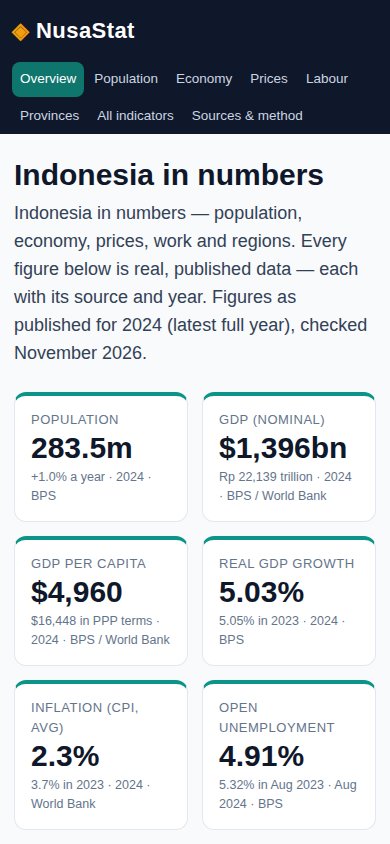 ◈ NusaStat
Overview Population Economy Prices Labour
Provinces All indicators Sources & method
Indonesia in numbers
Indonesia in numbers — population,
economy, prices, work and regions. Every
figure below is real, published data — each
with its source and year. Figures as
published for 2024 (latest full year), checked
November 2026.
POPULATION
283.5m
+1.0% a year · 2024 ·
BPS
GDP (NOMINAL)
$1,396bn
Rp 22,139 trillion · 2024
· BPS / World Bank
GDP PER CAPITA
$4,960
$16,448 in PPP terms ·
2024 · BPS / World Bank
REAL GDP GROWTH
5.03%
5.05% in 2023 · 2024 ·
BPS
INFLATION (CPI,
AVG)
2.3%
3.7% in 2023 · 2024 ·
World Bank
OPEN
UNEMPLOYMENT
4.91%
5.32% in Aug 2023 · Aug
2024 · BPS